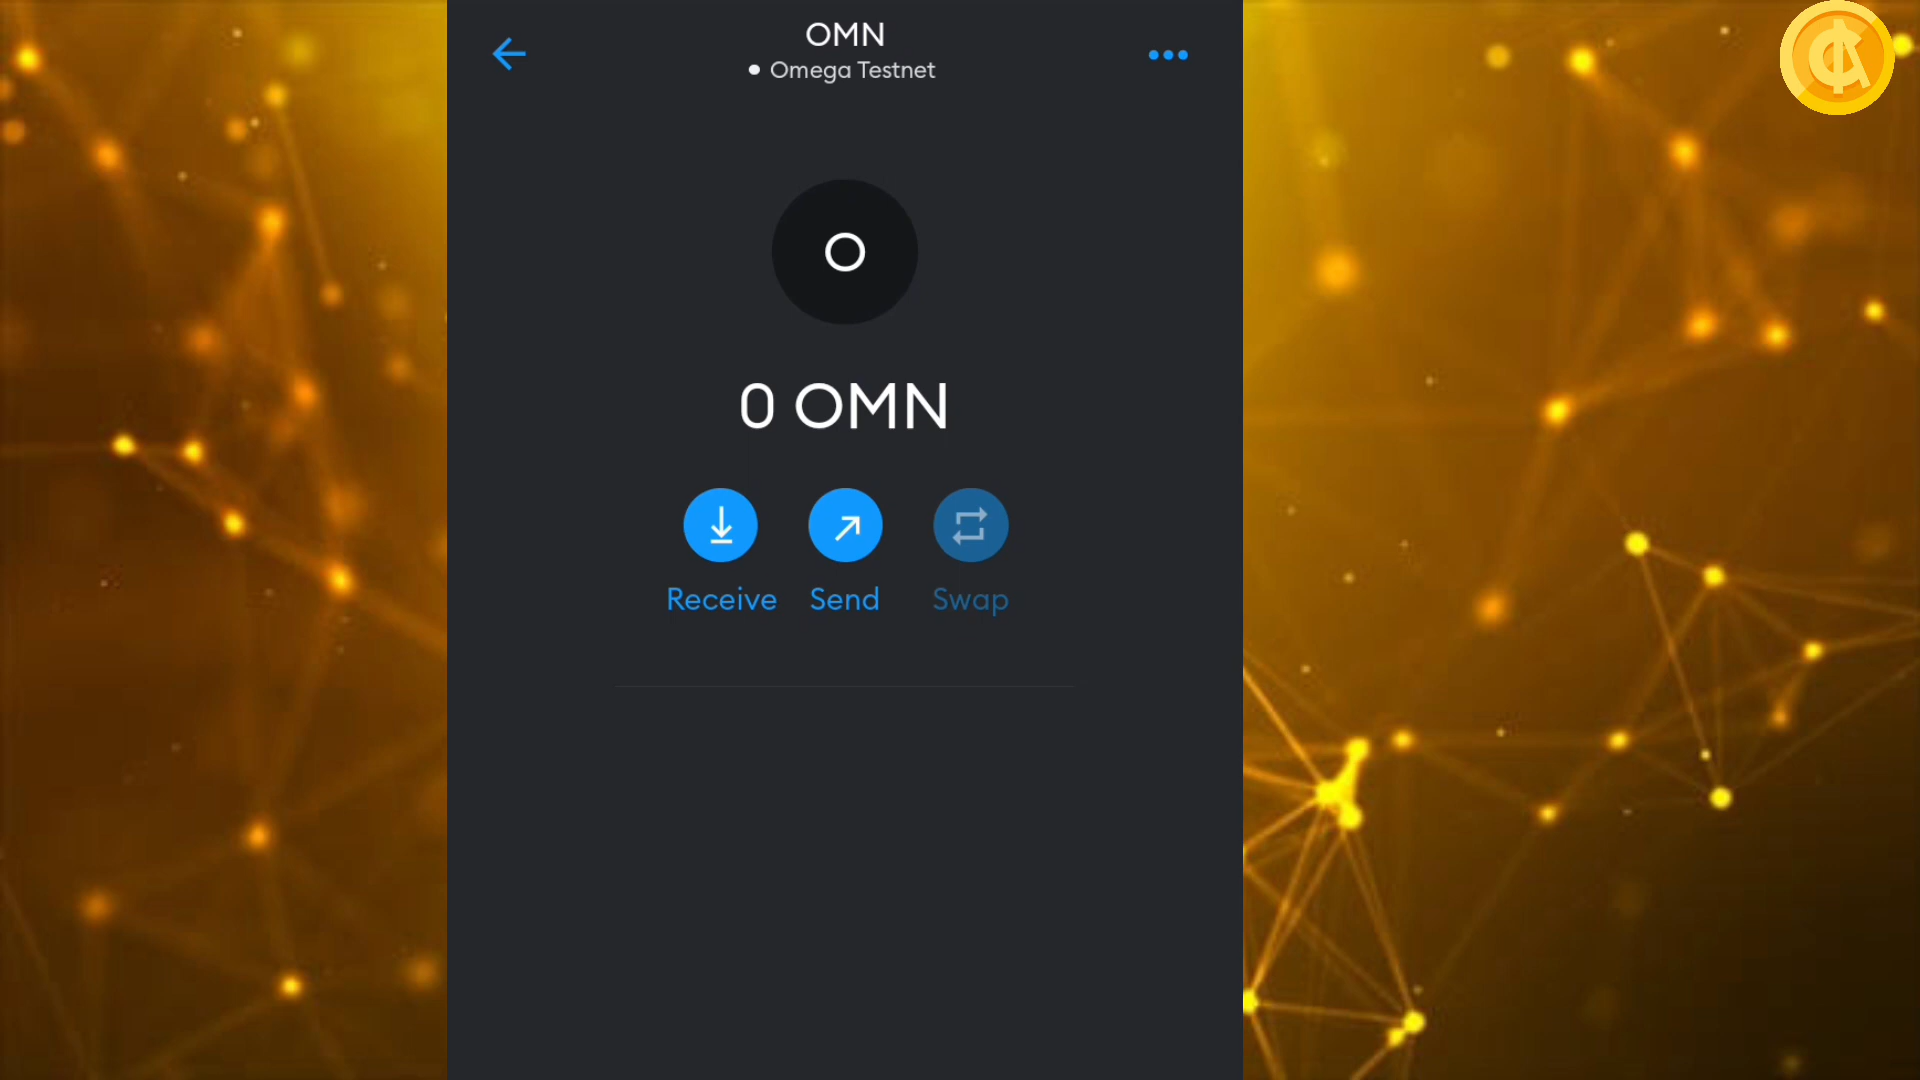 OMN
Omega Testnet
O
0 OMN
Receive Send Swap